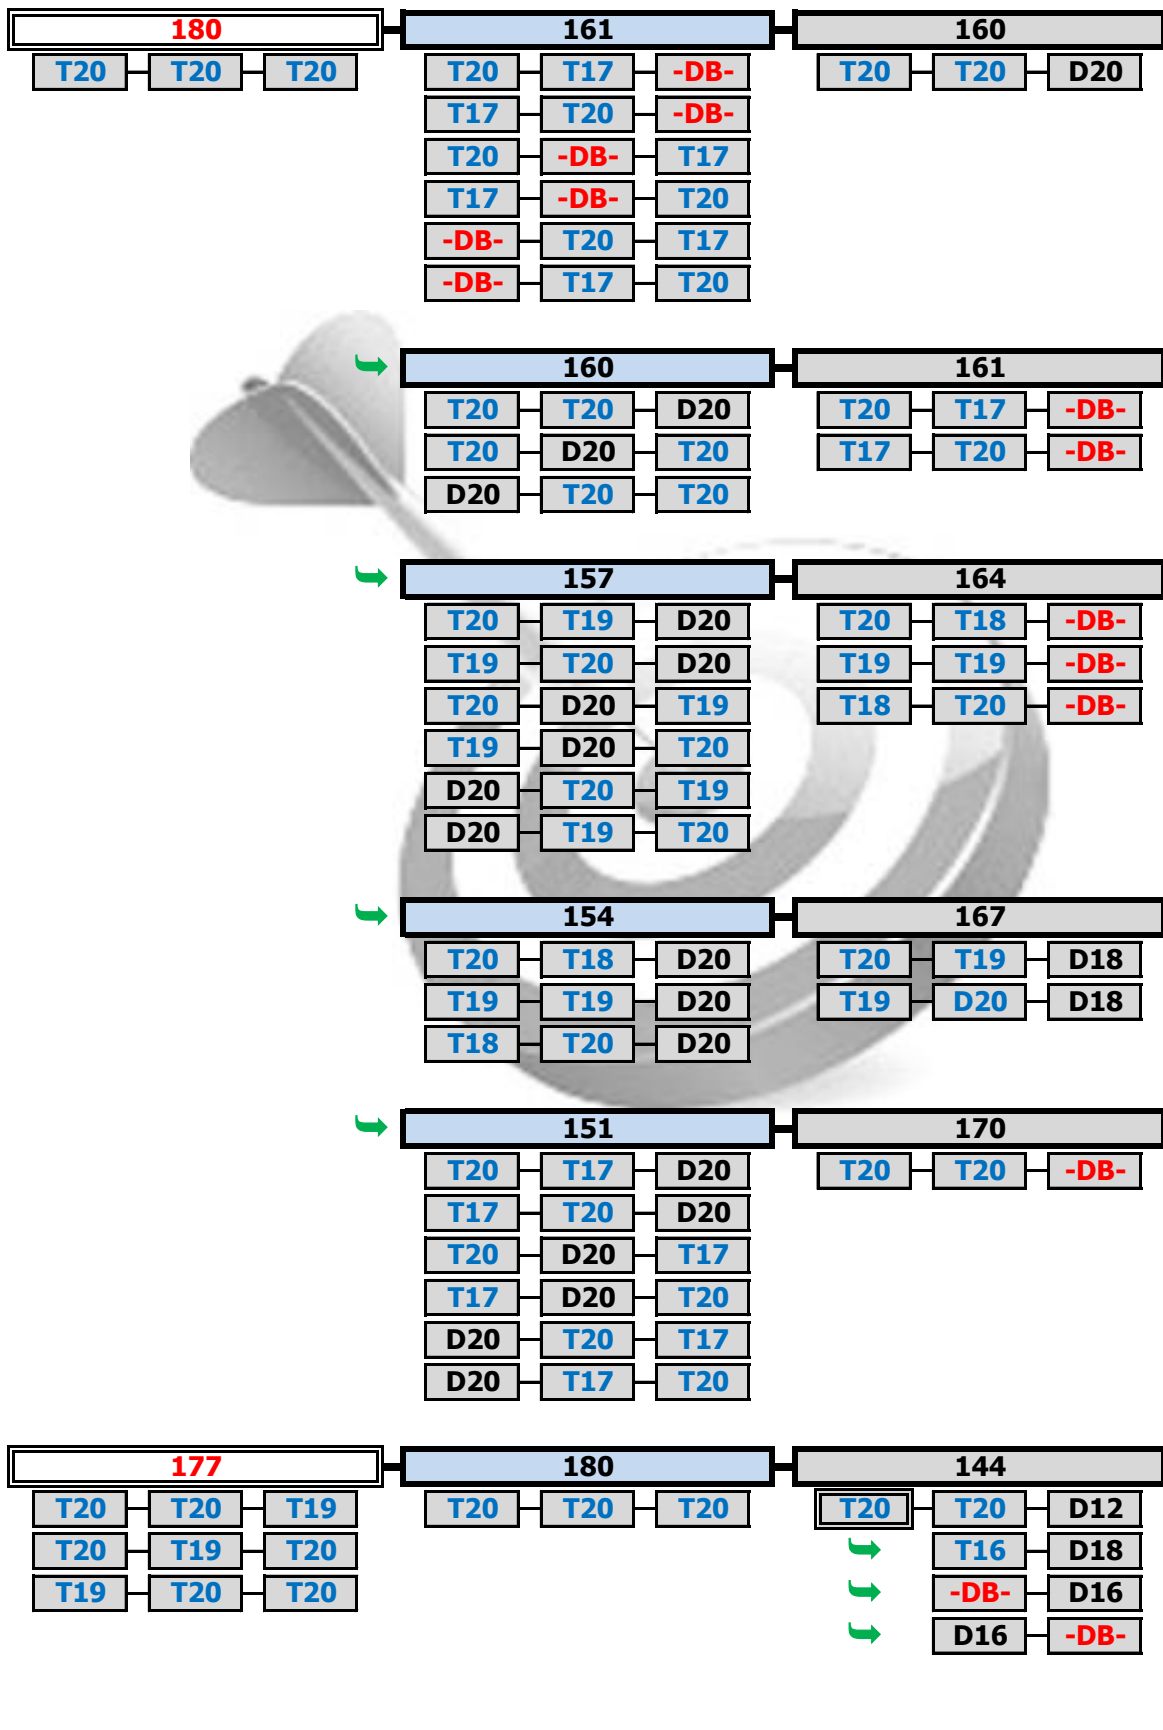 180 161 160
T20 T20 T20 T20 T17 -DB- T20 T20 D20
T17 T20 -DB-
T20 -DB- T17
T17 -DB- T20
-DB- T20 T17
-DB- T17 T20
➥ 160 161
T20 T20 D20 T20 T17 -DB-
T20 D20 T20 T17 T20 -DB-
D20 T20 T20
➥ 157 164
T20 T19 D20 T20 T18 -DB-
T19 T20 D20 T19 T19 -DB-
T20 D20 T19 T18 T20 -DB-
T19 D20 T20
D20 T20 T19
D20 T19 T20
➥ 154 167
T20 T18 D20 T20 T19 D18
T19 T19 D20 T19 D20 D18
T18 T20 D20
➥ 151 170
T20 T17 D20 T20 T20 -DB-
T17 T20 D20
T20 D20 T17
T17 D20 T20
D20 T20 T17
D20 T17 T20
177 180 144
T20 T20 T19 T20 T20 T20 T20 T20 D12
T20 T19 T20 ➥ T16 D18
T19 T20 T20 ➥ -DB- D16
➥ D16 -DB-